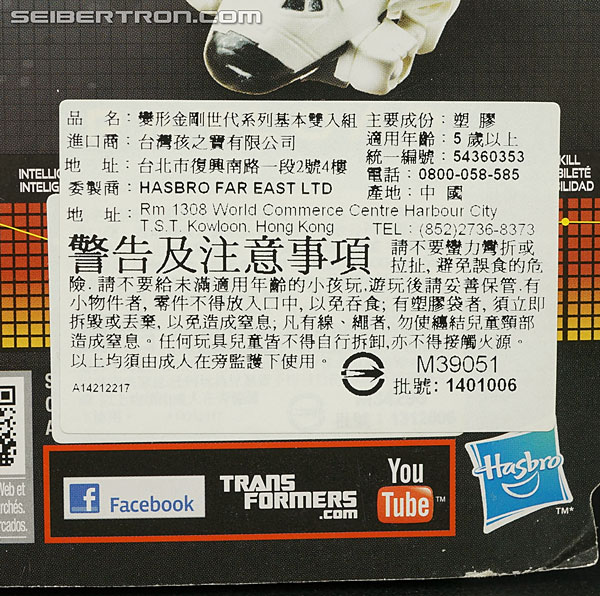 SEIBERTRON.COM
品 名：變形金剛世代系列基本雙入組 主要成份：塑 膠
進口商：台灣孩之寶有限公司 適用年齡：5 歲以上
統一編號：54360353
地 址：台北市復興南路一段2號4樓
電話：0800-058-585
委製商：HASBRO FAR EAST LTD 產地：中 國
地 址：Rm 1308 World Commerce Centre Harbour City
T.S.T. Kowloon, Hong Kong TEL：(852)2736-8373
警告及注意事項 請不要蠻力彎折或
拉扯, 避免誤食的危
險. 請不要給未滿適用年齡的小孩玩, 遊玩後請妥善保管. 有
小物件者, 零件不得放入口中, 以免吞食; 有塑膠袋者, 須立即
拆毀或丟棄, 以免造成窒息; 凡有線、繩者, 勿使纏結兒童頸部
造成窒息。任何玩具兒童皆不得自行拆卸,亦不得接觸火源。
以上均須由成人在旁監護下使用。
M39051
A14212217
批號: 1401006
INTELLI
INTELIG
KILL
BILETÉ
BILIDAD
Web et
rchés.
rcados.
f Facebook
TRANSFORMERS.COM
You Tube™
Hasbro
™*